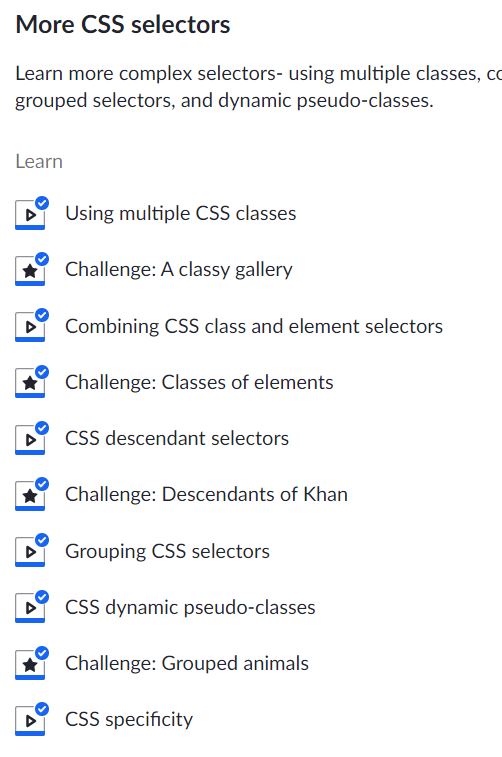 More CSS selectors
Learn more complex selectors- using multiple classes, co
grouped selectors, and dynamic pseudo-classes.
Learn
Using multiple CSS classes
Challenge: A classy gallery
Combining CSS class and element selectors
Challenge: Classes of elements
CSS descendant selectors
Challenge: Descendants of Khan
Grouping CSS selectors
CSS dynamic pseudo-classes
Challenge: Grouped animals
CSS specificity